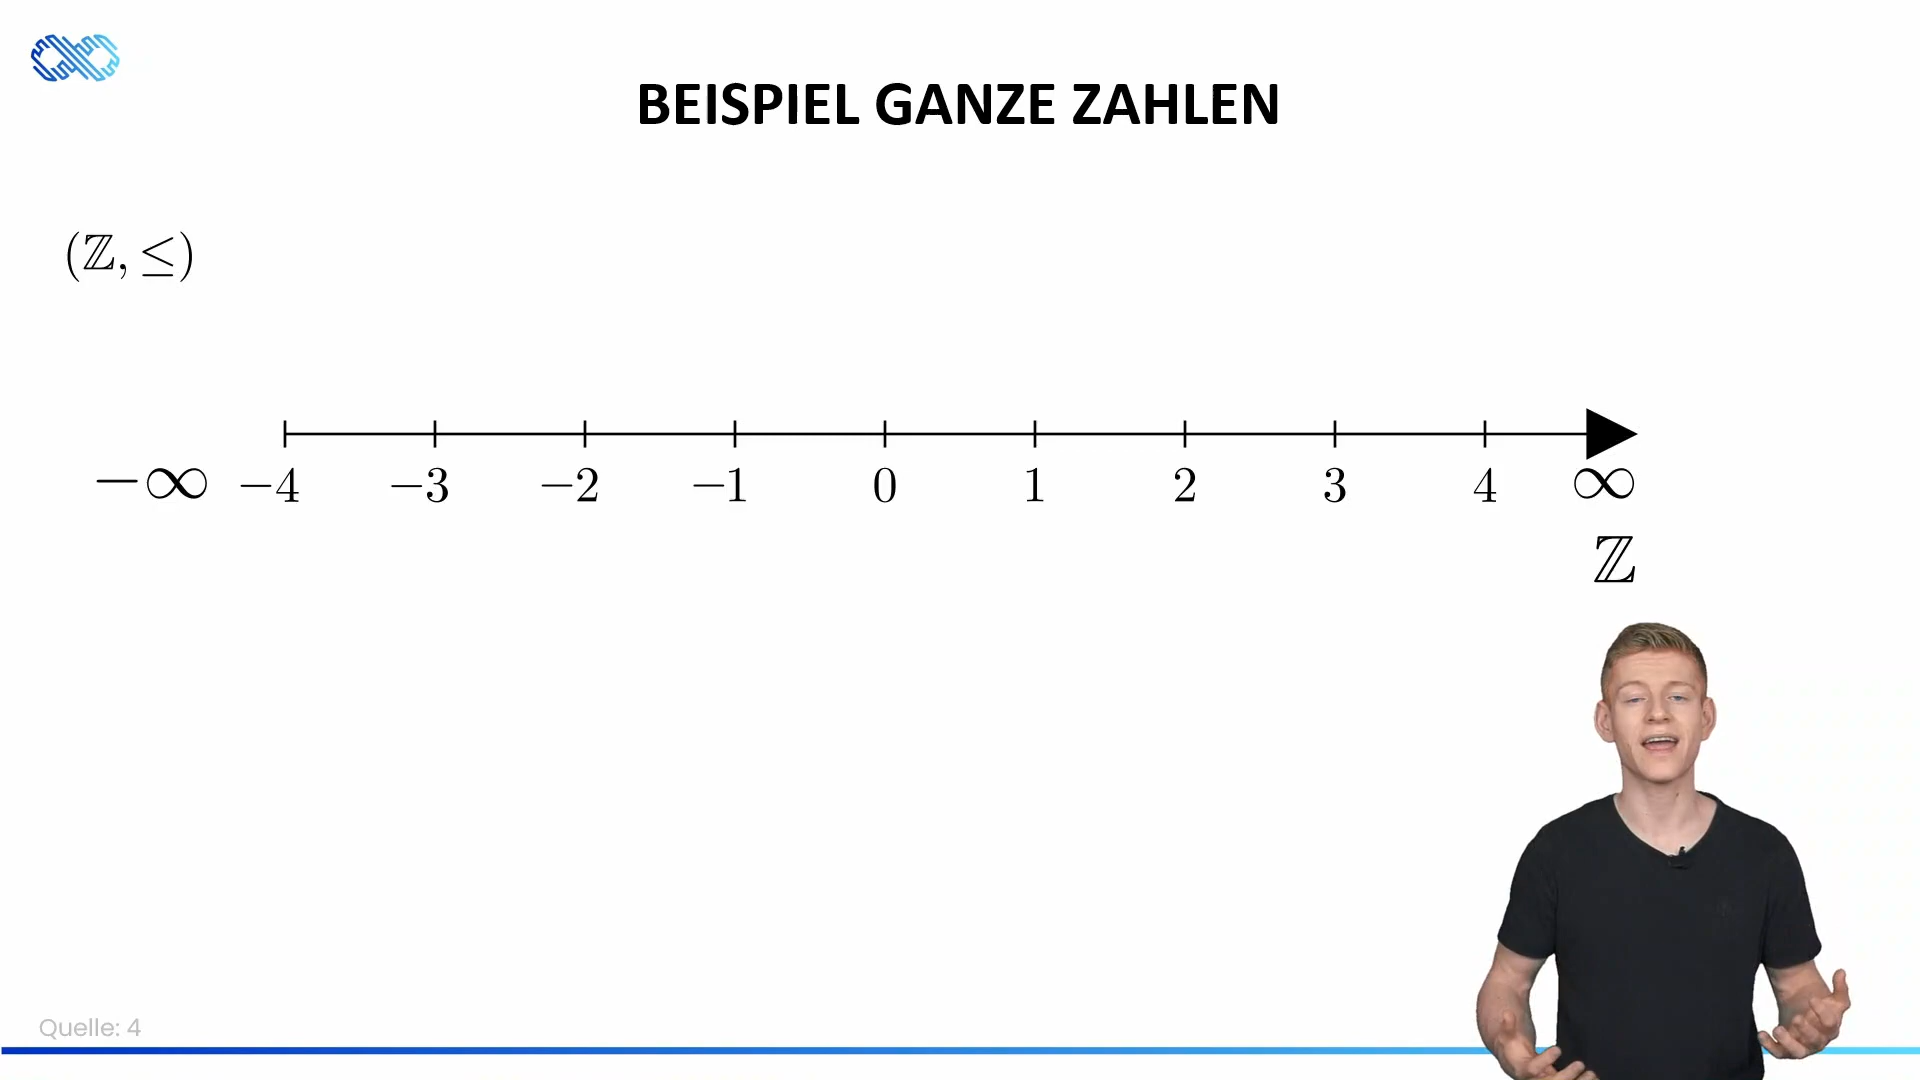 BEISPIEL GANZE ZAHLEN
(ℤ, ≤)
−∞ −4 −3 −2 −1 0 1 2 3 4 ∞
ℤ
Quelle: 4